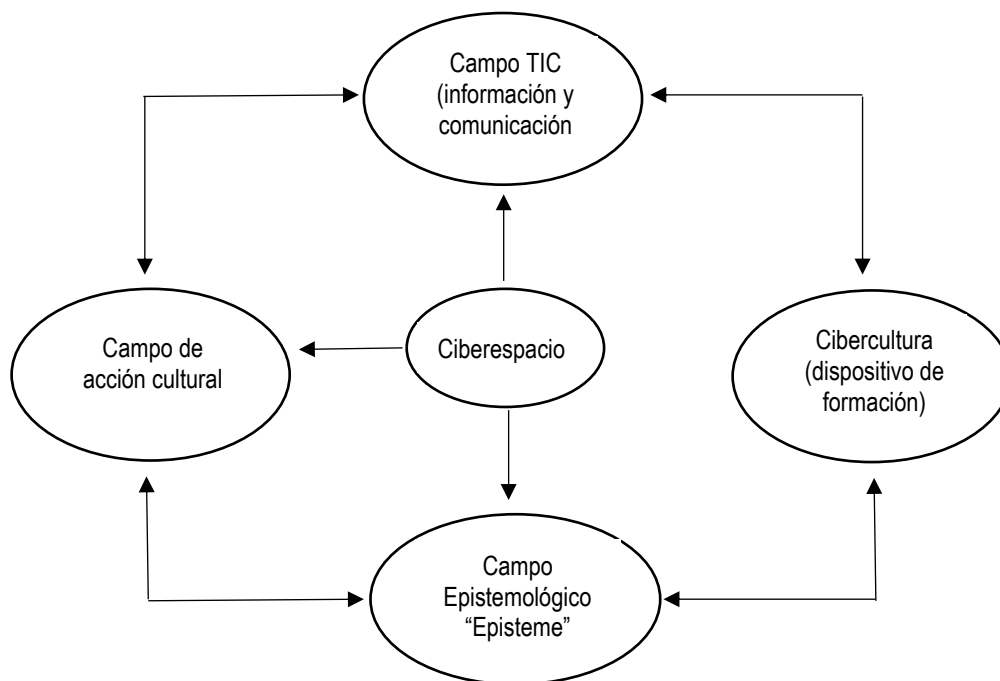 Campo TIC
(información y
comunicación
Campo de
acción cultural
Ciberespacio
Cibercultura
(dispositivo de
formación)
Campo
Epistemológico
“Episteme”